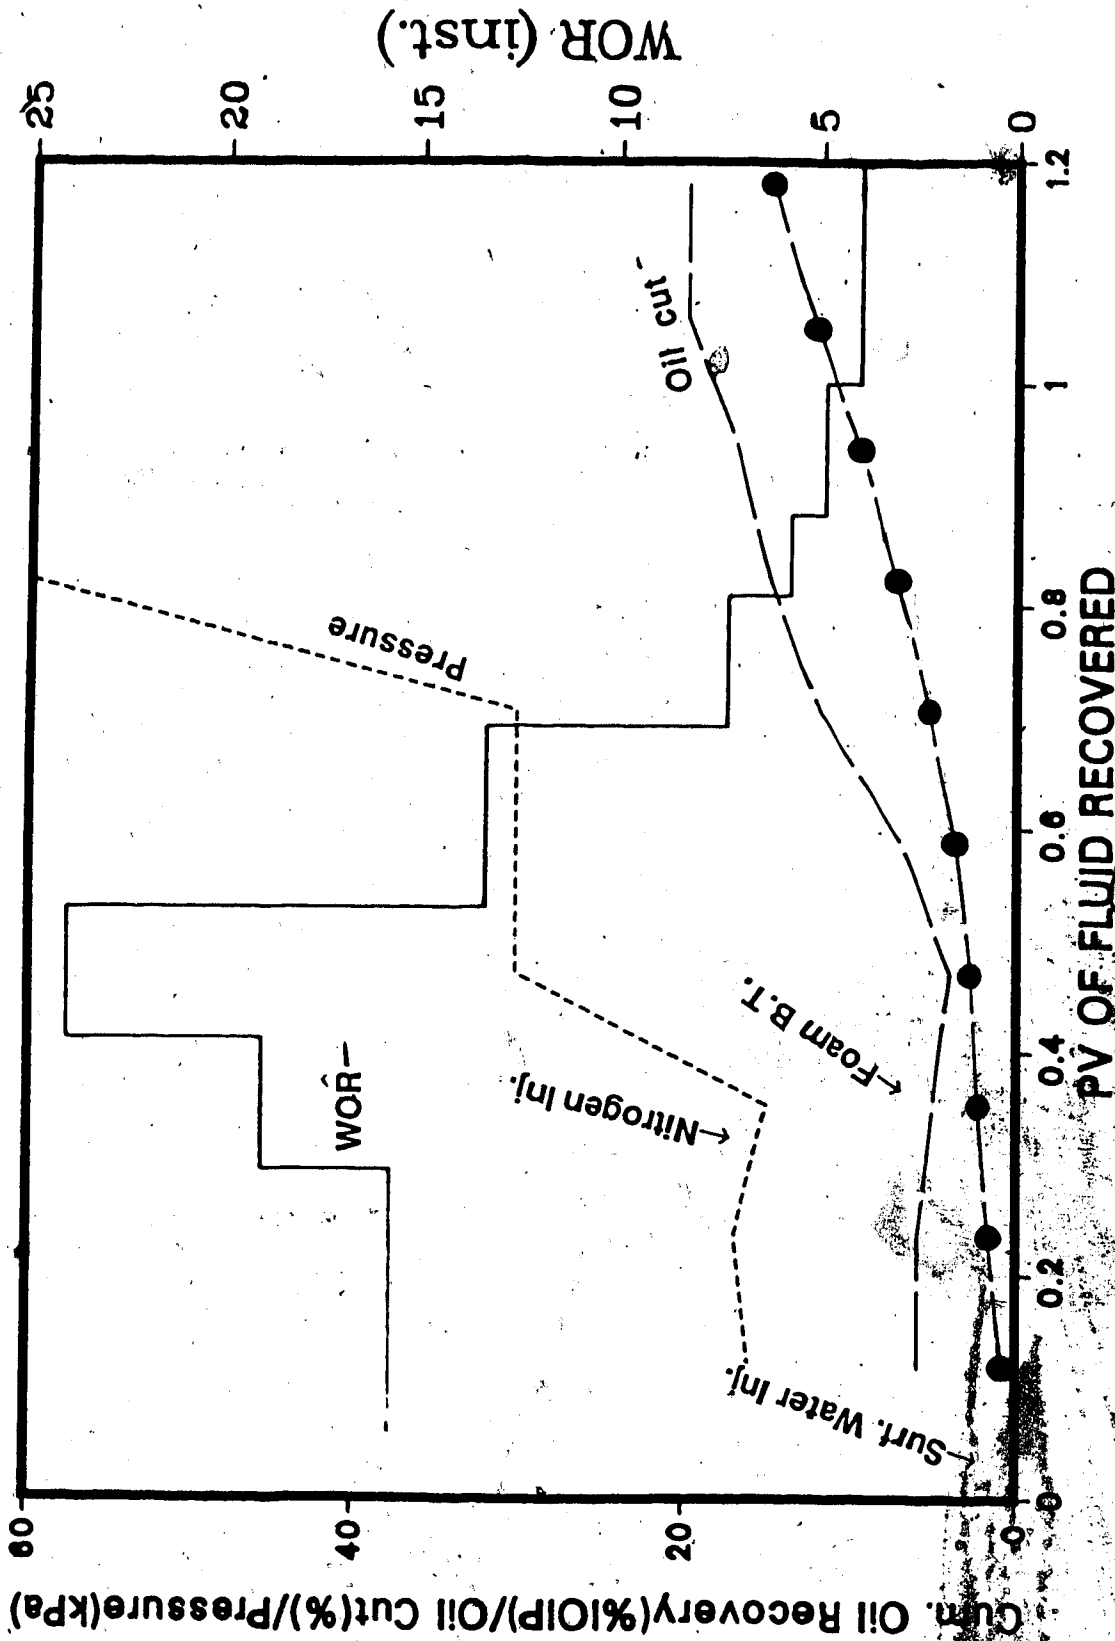 Cum. Oil Recovery(%IOIP)/Oil Cut(%)/Pressure(kPa)
60
40
20
0
WOR (inst.)
25
20
15
10
5
0
Pressure
WOR
Nitrogen Inj.
Oil cut
Foam B.T.
Surf. Water Inj.
0
0.2
0.4
0.6
0.8
1
1.2
PV OF FLUID RECOVERED